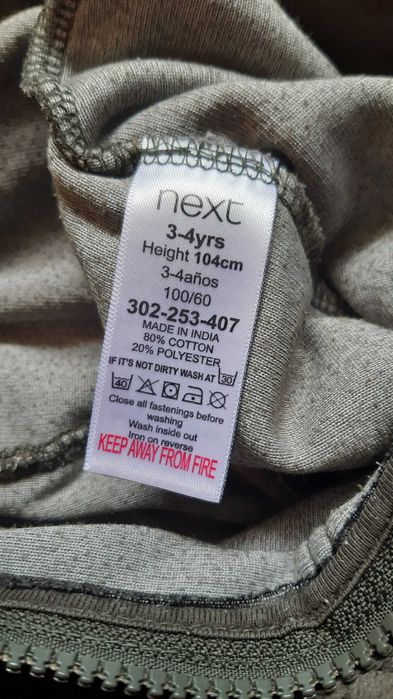 next
3-4yrs
Height 104cm
3-4años
100/60
302-253-407
MADE IN INDIA
80% COTTON
20% POLYESTER
IF IT'S NOT DIRTY WASH AT 30
40
Close all fastenings before
washing
Wash inside out
Iron on reverse
KEEP AWAY FROM FIRE